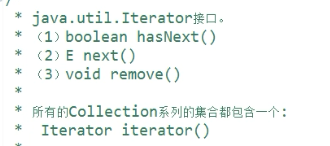 * java.util.Iterator接口。
* （1）boolean hasNext()
* （2）E next()
* （3）void remove()
*
* 所有的Collection系列的集合都包含一个:
* Iterator iterator()
*